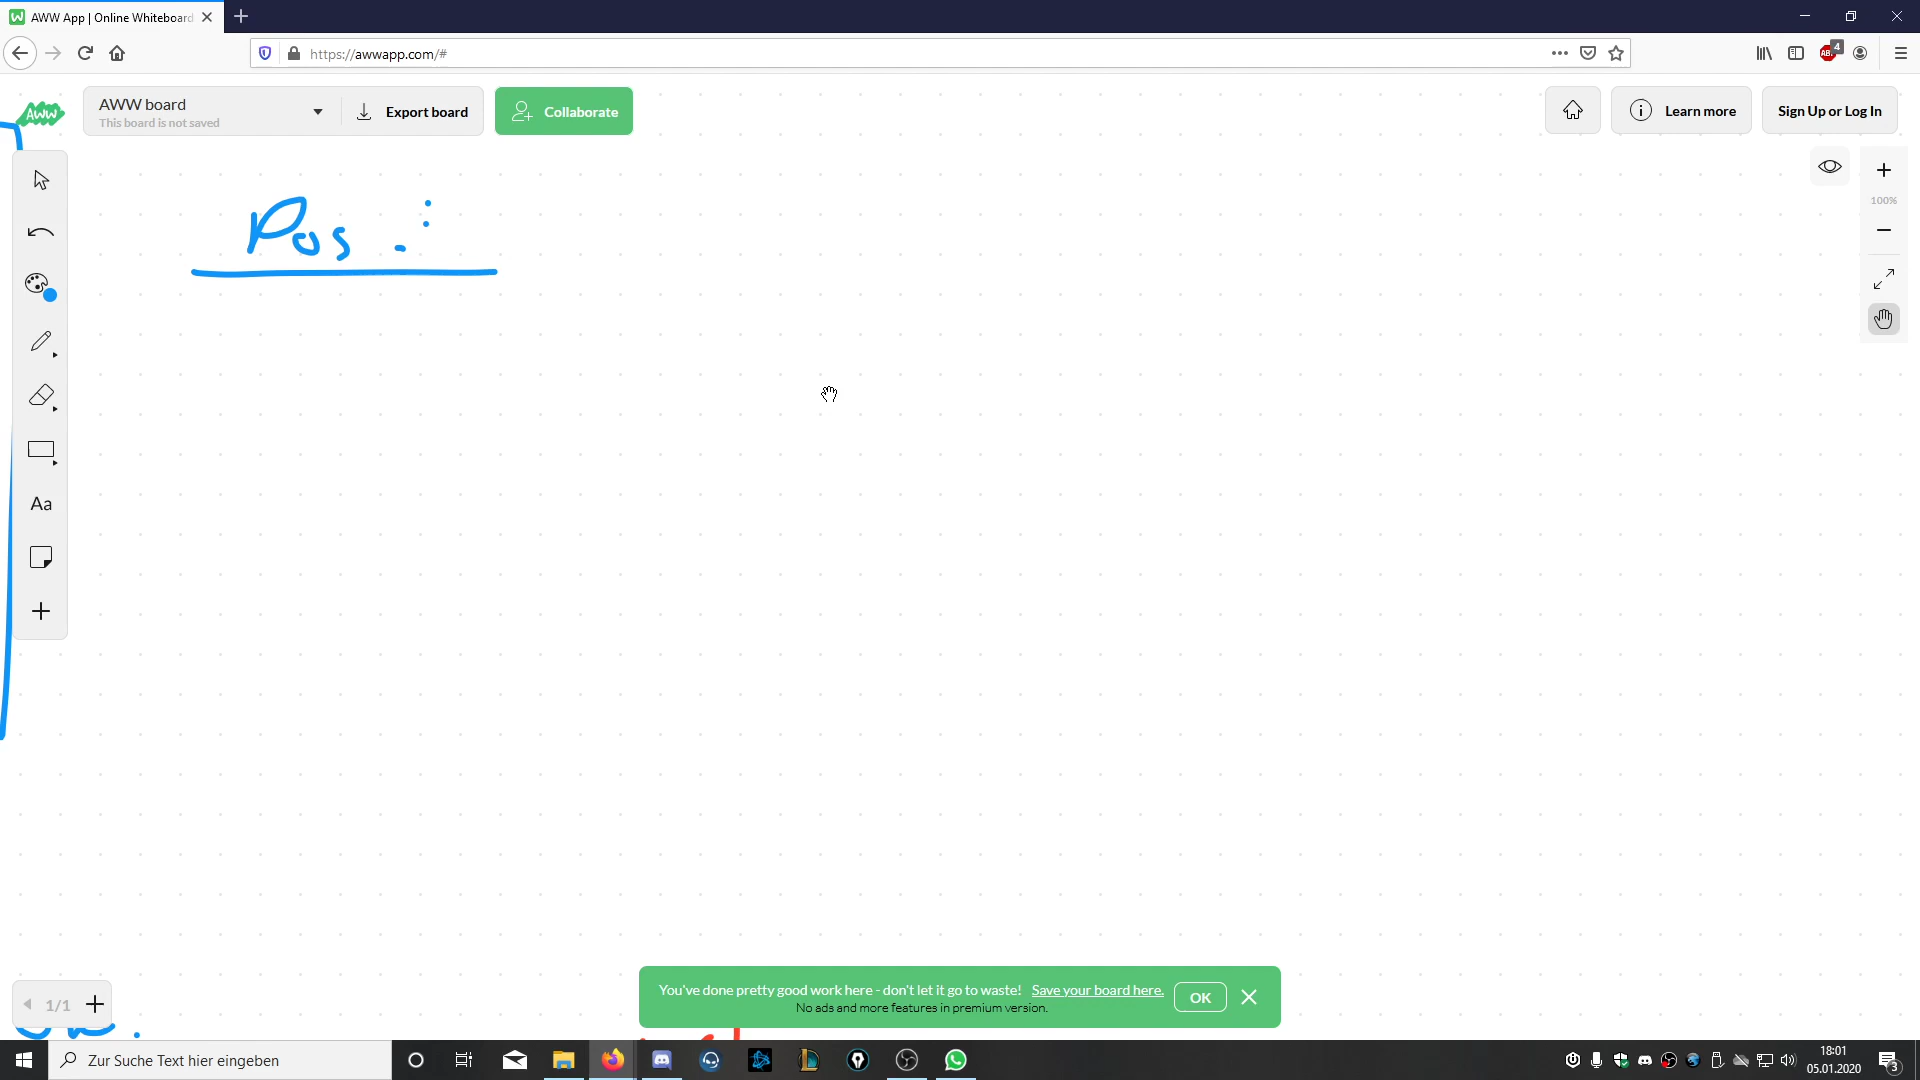 AWW App | Online Whiteboard
https://awwapp.com/#
4
AWW
AWW board
This board is not saved
Export board
Collaborate
Learn more
Sign Up or Log In
100%
Pos.:
Aa
1/1
You've done pretty good work here - don't let it go to waste! Save your board here.
No ads and more features in premium version.
OK
Zur Suche Text hier eingeben
18:01
05.01.2020
3